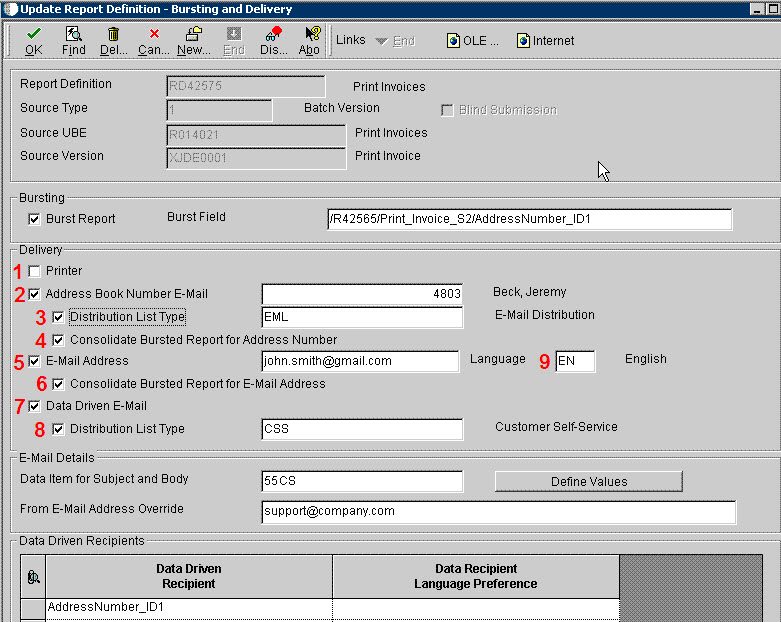 Update Report Definition - Bursting and Delivery
OK Find Del... Can... New... End Dis... Abo Links End OLE ... Internet
Report Definition RD42575 Print Invoices
Source Type 1 Batch Version Blind Submission
Source UBE R014021 Print Invoices
Source Version XJDE0001 Print Invoice
Bursting
Burst Report Burst Field /R42565/Print_Invoice_S2/AddressNumber_ID1
Delivery
1 Printer
2 Address Book Number E-Mail 4803 Beck, Jeremy
3 Distribution List Type EML E-Mail Distribution
4 Consolidate Bursted Report for Address Number
5 E-Mail Address john.smith@gmail.com Language 9 EN English
6 Consolidate Bursted Report for E-Mail Address
7 Data Driven E-Mail
8 Distribution List Type CSS Customer Self-Service
E-Mail Details
Data Item for Subject and Body 55CS Define Values
From E-Mail Address Override support@company.com
Data Driven Recipients
Data Driven Data Recipient
Recipient Language Preference
AddressNumber_ID1